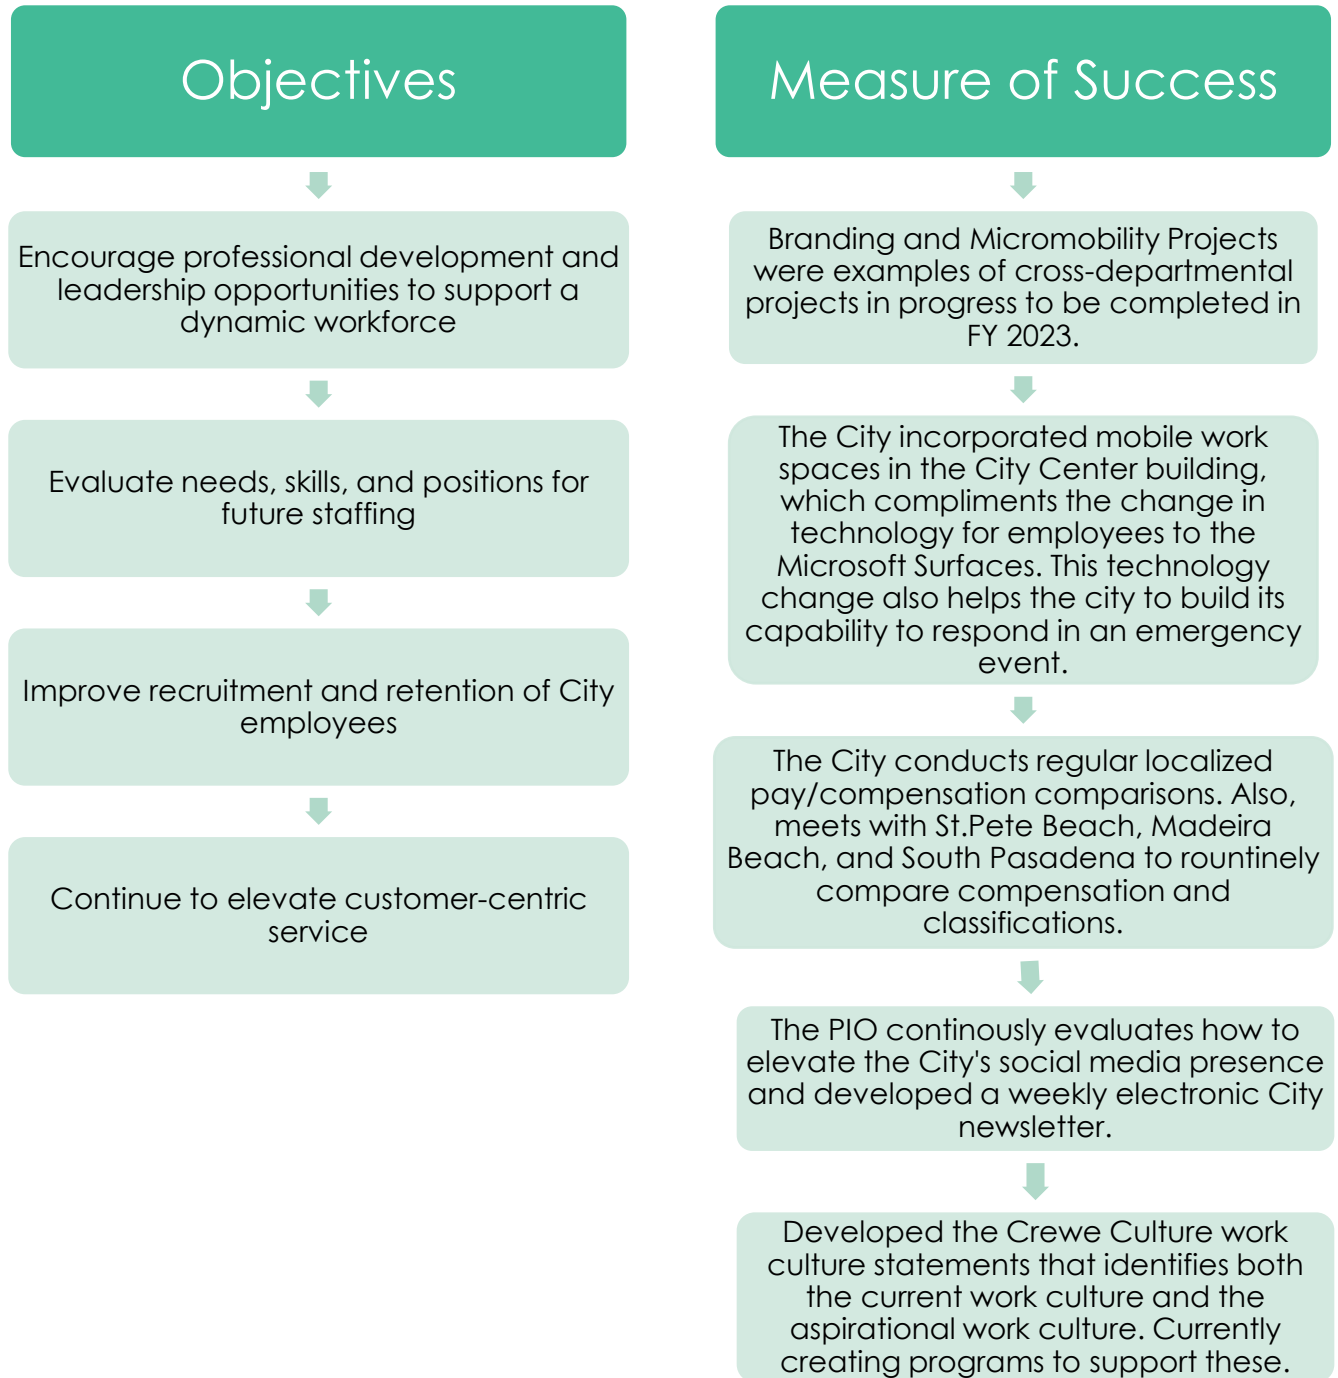 Objectives
Encourage professional development and
leadership opportunities to support a
dynamic workforce
Evaluate needs, skills, and positions for
future staffing
Improve recruitment and retention of City
employees
Continue to elevate customer-centric
service
Measure of Success
Branding and Micromobility Projects
were examples of cross-departmental
projects in progress to be completed in
FY 2023.
The City incorporated mobile work
spaces in the City Center building,
which compliments the change in
technology for employees to the
Microsoft Surfaces. This technology
change also helps the city to build its
capability to respond in an emergency
event.
The City conducts regular localized
pay/compensation comparisons. Also,
meets with St.Pete Beach, Madeira
Beach, and South Pasadena to rountinely
compare compensation and
classifications.
The PIO continously evaluates how to
elevate the City's social media presence
and developed a weekly electronic City
newsletter.
Developed the Crewe Culture work
culture statements that identifies both
the current work culture and the
aspirational work culture. Currently
creating programs to support these.